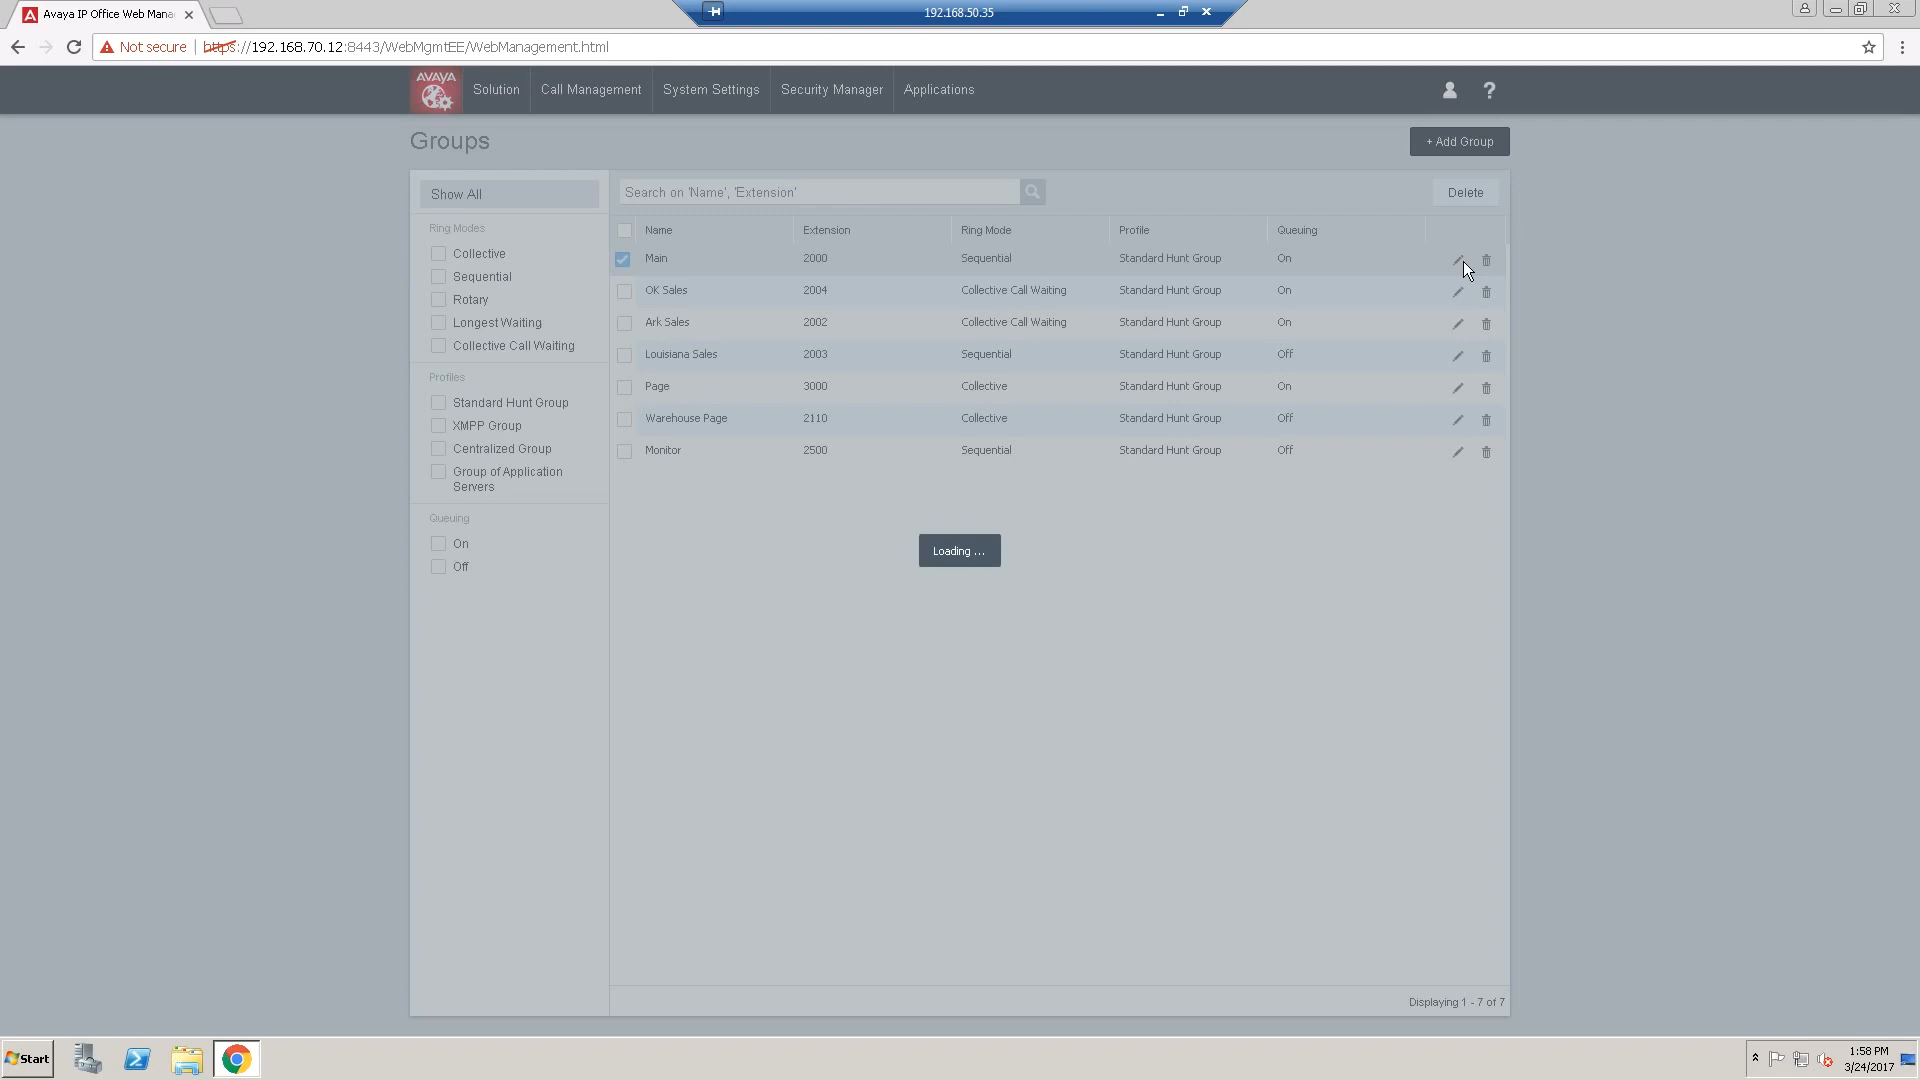 Avaya IP Office Web Mana
192.168.50.35
Not secure
https://192.168.70.12:8443/WebMgmtEE/WebManagement.html
AVAYA
Solution
Call Management
System Settings
Security Manager
Applications
?
Groups
+ Add Group
Show All
Search on 'Name', 'Extension'
Delete
Ring Modes
Collective
Sequential
Rotary
Longest Waiting
Collective Call Waiting
Profiles
Standard Hunt Group
XMPP Group
Centralized Group
Group of Application
Servers
Queuing
On
Off
Name Extension Ring Mode Profile Queuing
Main 2000 Sequential Standard Hunt Group On
OK Sales 2004 Collective Call Waiting Standard Hunt Group On
Ark Sales 2002 Collective Call Waiting Standard Hunt Group On
Louisiana Sales 2003 Sequential Standard Hunt Group Off
Page 3000 Collective Standard Hunt Group On
Warehouse Page 2110 Collective Standard Hunt Group Off
Monitor 2500 Sequential Standard Hunt Group Off
Loading ...
Displaying 1 - 7 of 7
Start
1:58 PM
3/24/2017